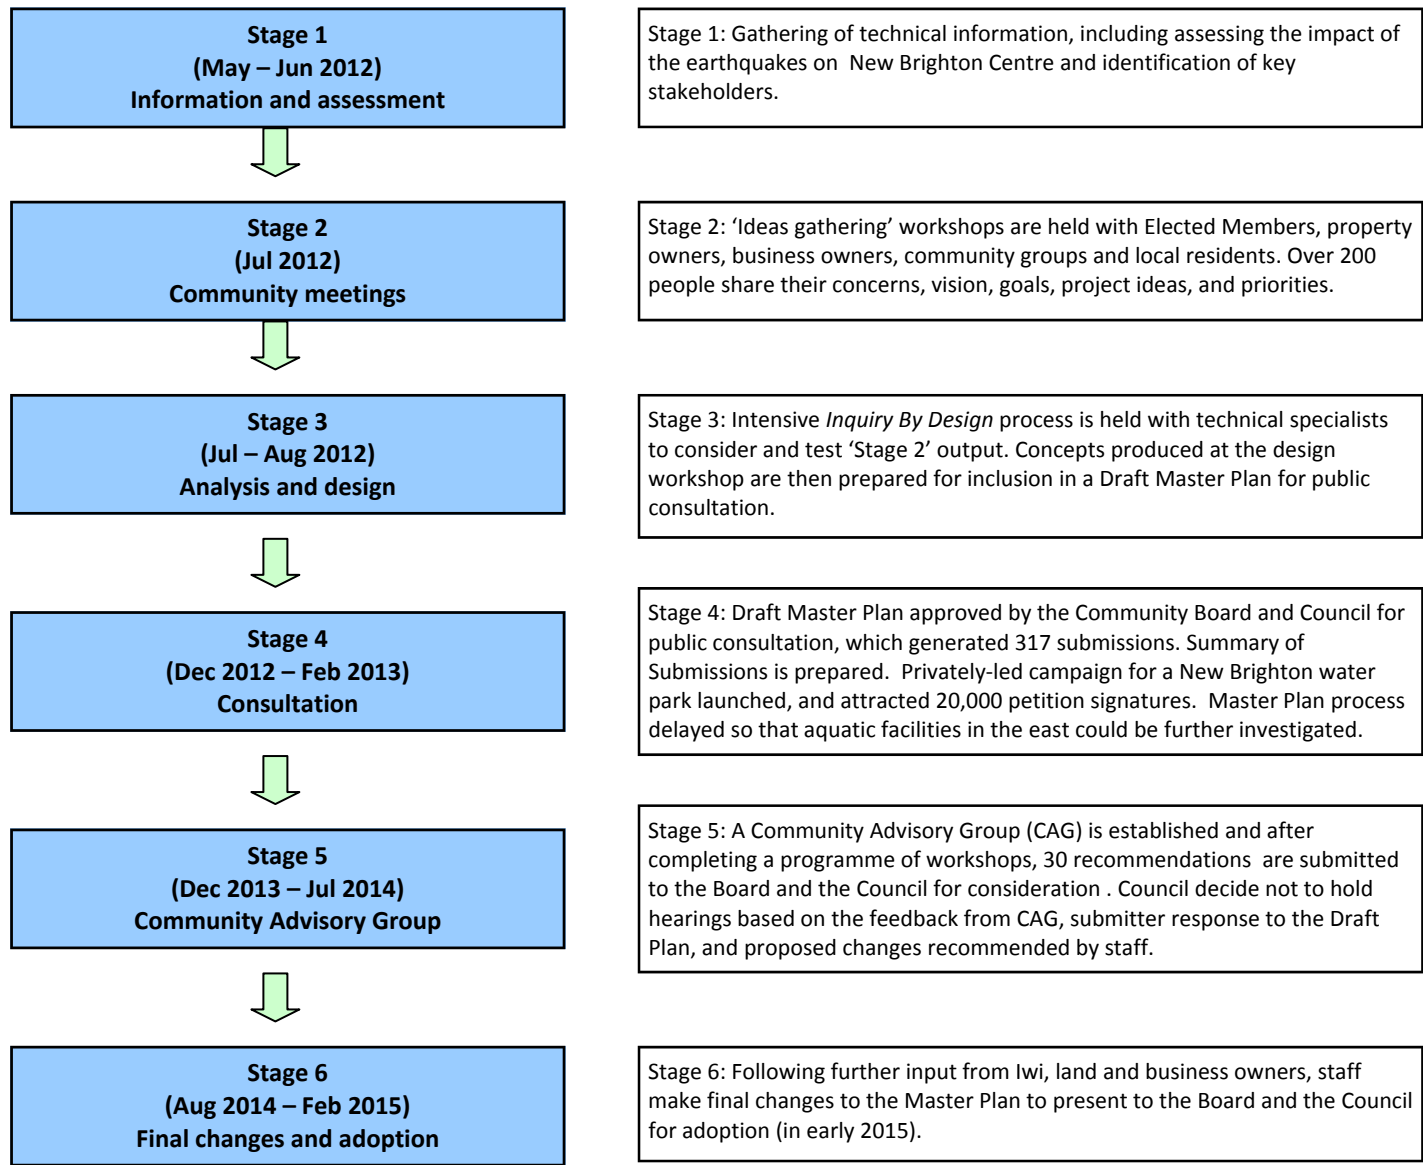 Stage 1
(May – Jun 2012)
Information and assessment
Stage 1: Gathering of technical information, including assessing the impact of
the earthquakes on New Brighton Centre and identification of key
stakeholders.
Stage 2
(Jul 2012)
Community meetings
Stage 2: ‘Ideas gathering’ workshops are held with Elected Members, property
owners, business owners, community groups and local residents. Over 200
people share their concerns, vision, goals, project ideas, and priorities.
Stage 3
(Jul – Aug 2012)
Analysis and design
Stage 3: Intensive Inquiry By Design process is held with technical specialists
to consider and test ‘Stage 2’ output. Concepts produced at the design
workshop are then prepared for inclusion in a Draft Master Plan for public
consultation.
Stage 4
(Dec 2012 – Feb 2013)
Consultation
Stage 4: Draft Master Plan approved by the Community Board and Council for
public consultation, which generated 317 submissions. Summary of
Submissions is prepared. Privately-led campaign for a New Brighton water
park launched, and attracted 20,000 petition signatures. Master Plan process
delayed so that aquatic facilities in the east could be further investigated.
Stage 5
(Dec 2013 – Jul 2014)
Community Advisory Group
Stage 5: A Community Advisory Group (CAG) is established and after
completing a programme of workshops, 30 recommendations are submitted
to the Board and the Council for consideration . Council decide not to hold
hearings based on the feedback from CAG, submitter response to the Draft
Plan, and proposed changes recommended by staff.
Stage 6
(Aug 2014 – Feb 2015)
Final changes and adoption
Stage 6: Following further input from Iwi, land and business owners, staff
make final changes to the Master Plan to present to the Board and the Council
for adoption (in early 2015).